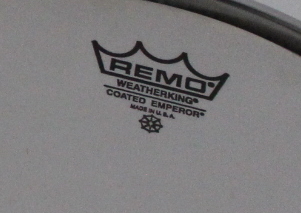 REMO
WEATHERKING®
COATED EMPEROR®
MADE IN U.S.A.